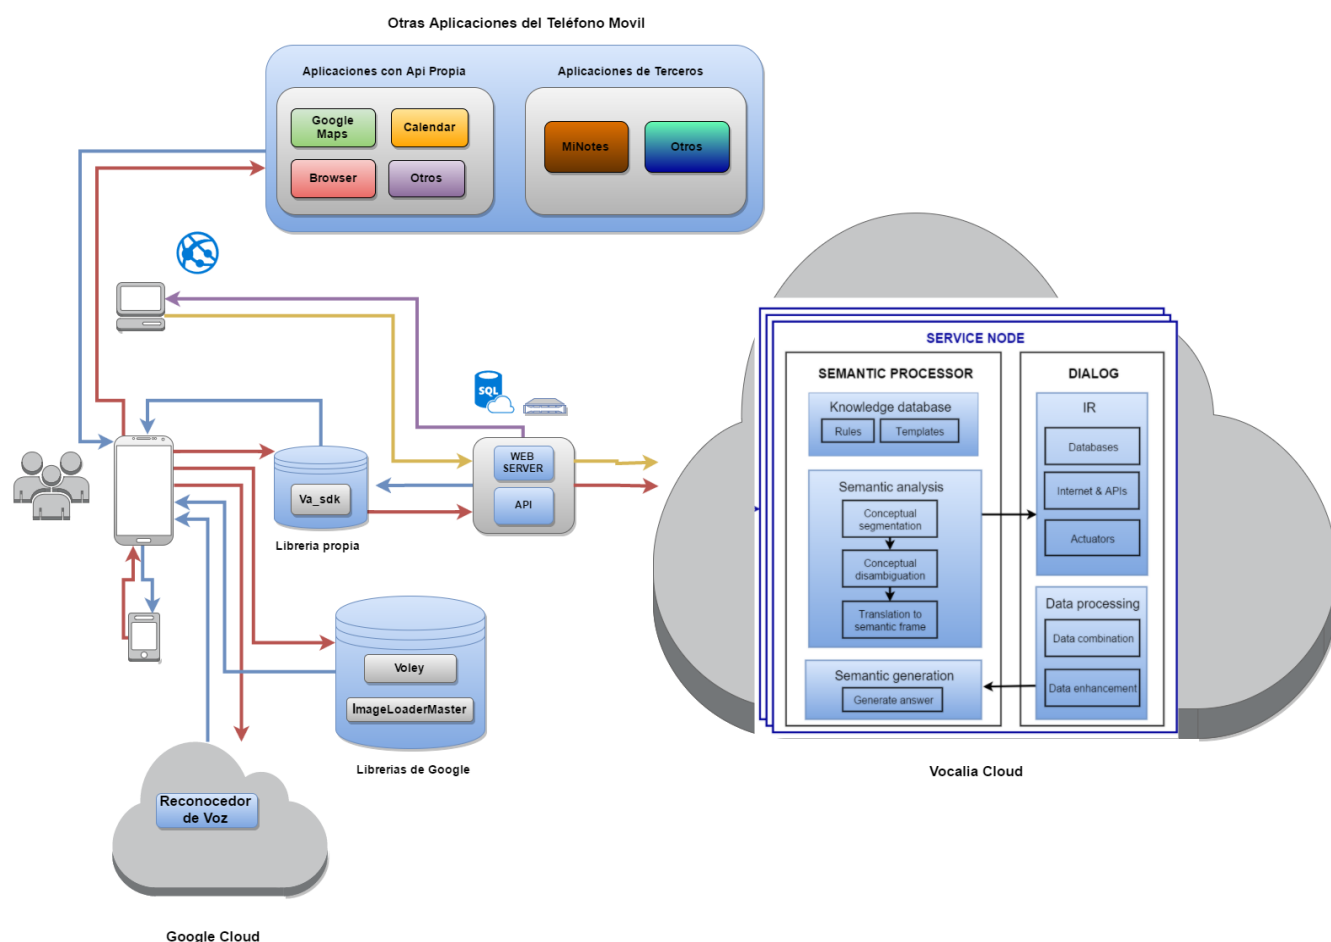 Otras Aplicaciones del Teléfono Movil
Aplicaciones con Api Propia
Aplicaciones de Terceros
Google
Maps
Calendar
Browser
Otros
MiNotes
Otros
SQL
WEB
SERVER
API
Va_sdk
Libreria propia
Voley
ImageLoaderMaster
Librerias de Google
Reconocedor
de Voz
Google Cloud
SERVICE NODE
SEMANTIC PROCESSOR
Knowledge database
Rules
Templates
Semantic analysis
Conceptual
segmentation
Conceptual
disambiguation
Translation to
semantic frame
Semantic generation
Generate answer
DIALOG
IR
Databases
Internet & APIs
Actuators
Data processing
Data combination
Data enhancement
Vocalia Cloud